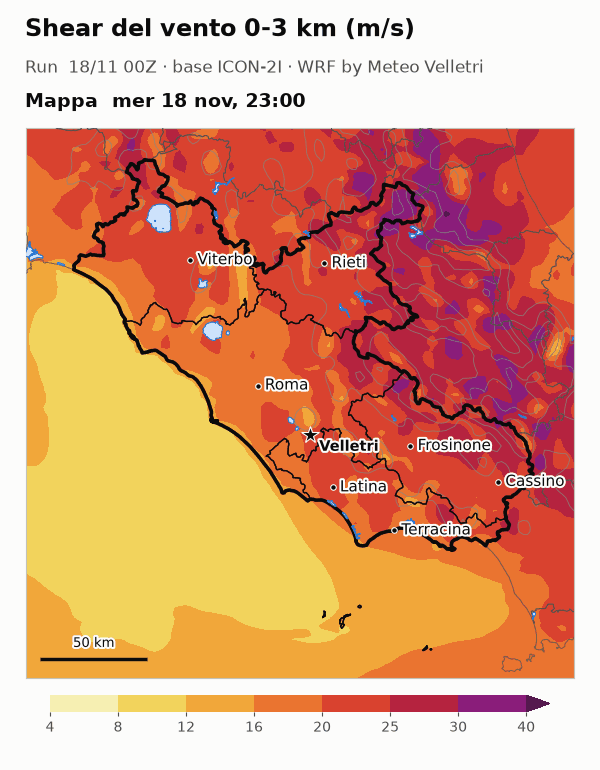 Shear del vento 0-3 km (m/s)
Run  18/11 00Z · base ICON-2I · WRF by Meteo Velletri
Mappa  mer 18 nov, 23:00
Viterbo
Rieti
Roma
Velletri
Frosinone
Cassino
Latina
Terracina
50 km
4 8 12 16 20 25 30 40